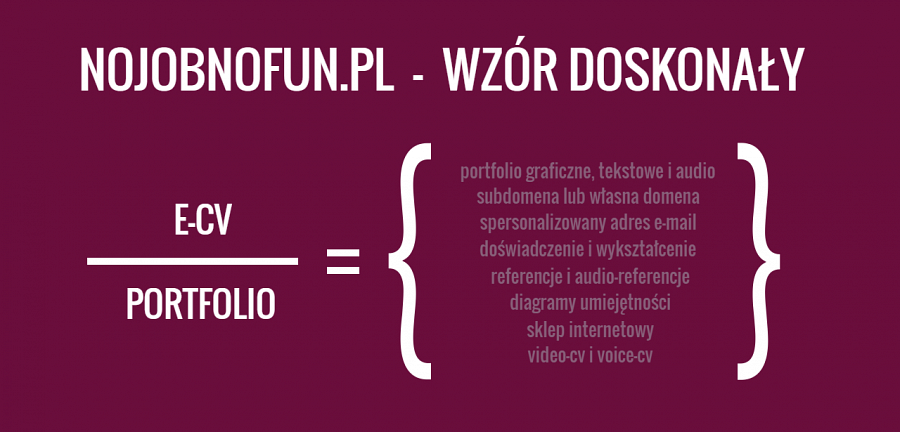 NOJOBNOFUN.PL - WZÓR DOSKONAŁY
E-CV
PORTFOLIO
=
{
portfolio graficzne, tekstowe i audio
subdomena lub własna domena
spersonalizowany adres e-mail
doświadczenie i wykształcenie
referencje i audio-referencje
diagramy umiejętności
sklep internetowy
video-cv i voice-cv
}